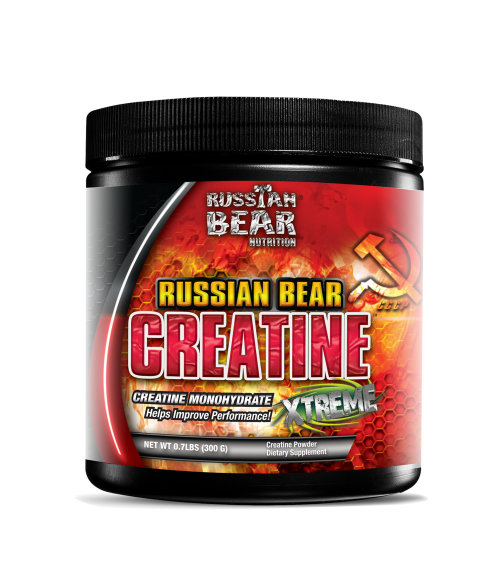 RUSSIAN
BEAR
NUTRITION
RUSSIAN BEAR
CREATINE
CCCP
CREATINE MONOHYDRATE
Helps Improve Performance!
XTREME
NET WT 0.7LBS (300 G)
Creatine Powder
Dietary Supplement